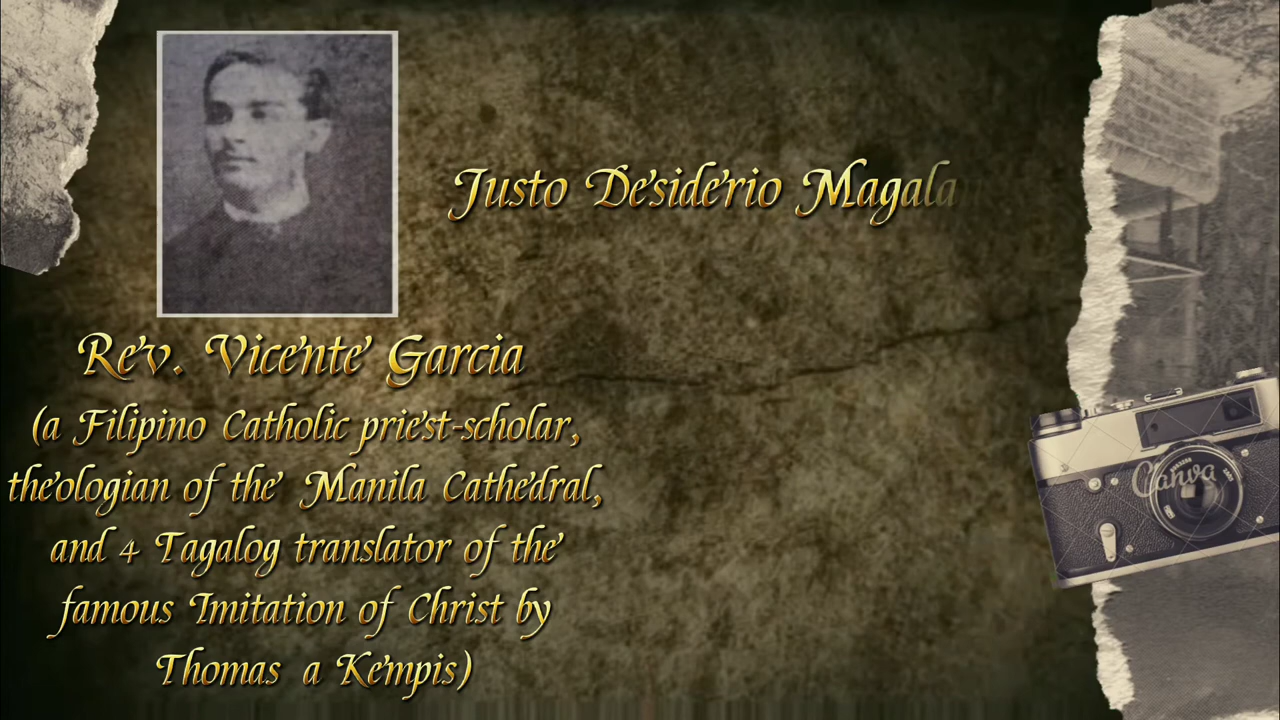 Justo Desiderio Magala
Rev. Vicente Garcia
(a Filipino Catholic priest-scholar,
theologian of the Manila Cathedral,
and 4 Tagalog translator of the
famous Imitation of Christ by
Thomas a Kempis)
Canva